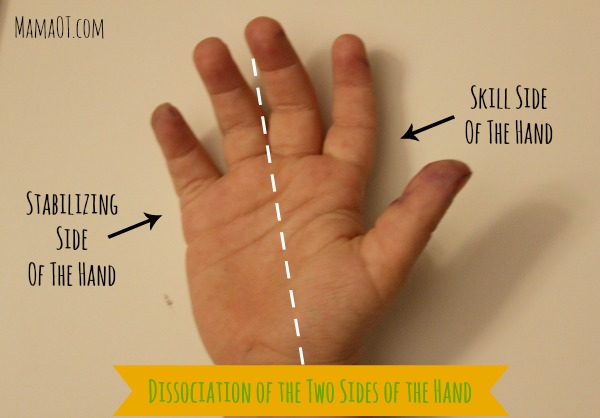 MamaOT.com
Skill Side
Of The Hand
Stabilizing
Side
Of The Hand
Dissociation of the Two Sides of the Hand